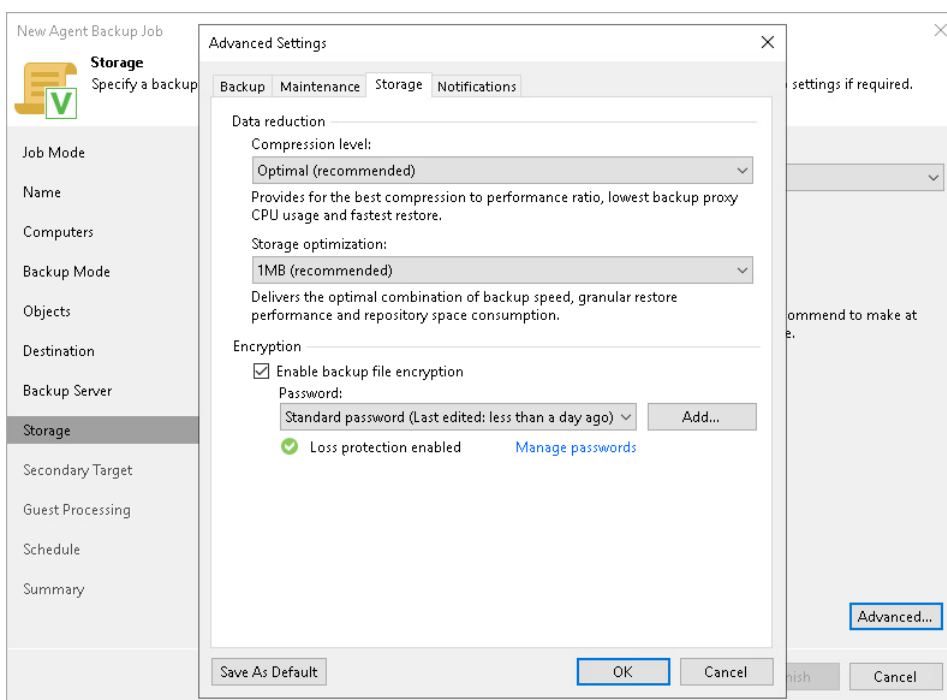 New Agent Backup Job
Storage
Specify a backup
settings if required.
Job Mode
Name
Computers
Backup Mode
Objects
Destination
Backup Server
Storage
Secondary Target
Guest Processing
Schedule
Summary
Advanced Settings
Backup Maintenance Storage Notifications
Data reduction
Compression level:
Optimal (recommended)
Provides for the best compression to performance ratio, lowest backup proxy
CPU usage and fastest restore.
Storage optimization:
1MB (recommended)
Delivers the optimal combination of backup speed, granular restore
performance and repository space consumption.
Encryption
Enable backup file encryption
Password:
Standard password (Last edited: less than a day ago) Add...
Loss protection enabled Manage passwords
Save As Default OK Cancel
ommend to make at
e.
Advanced...
nish Cancel